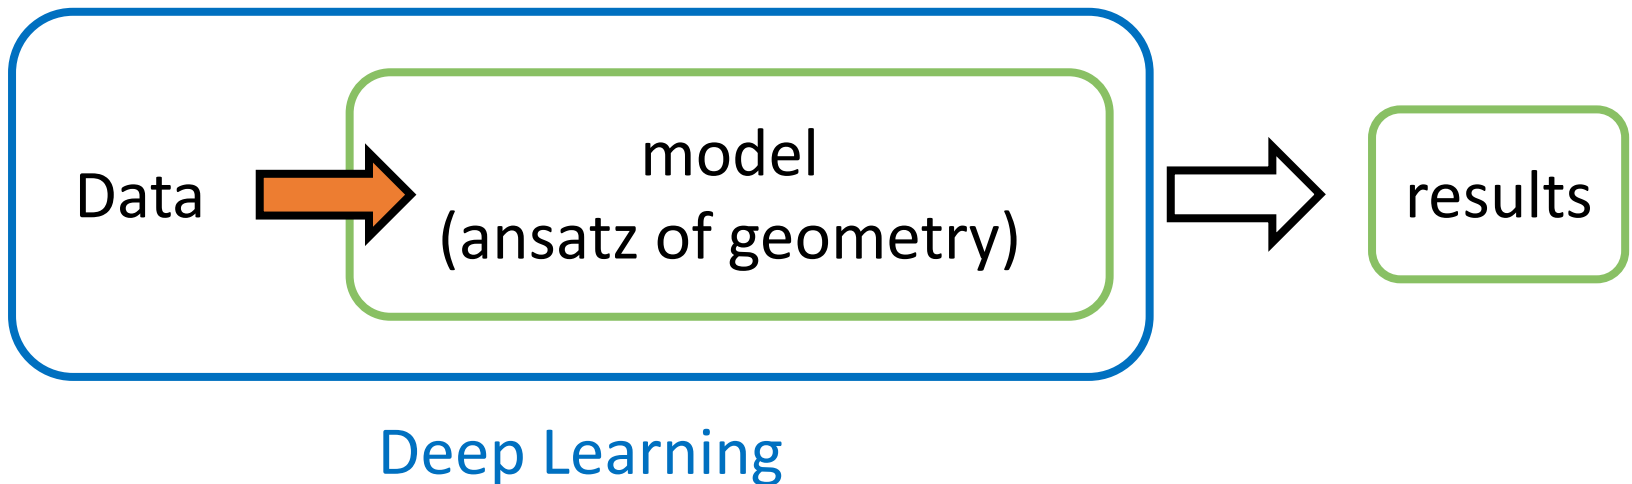 Data
model
(ansatz of geometry)
results
Deep Learning